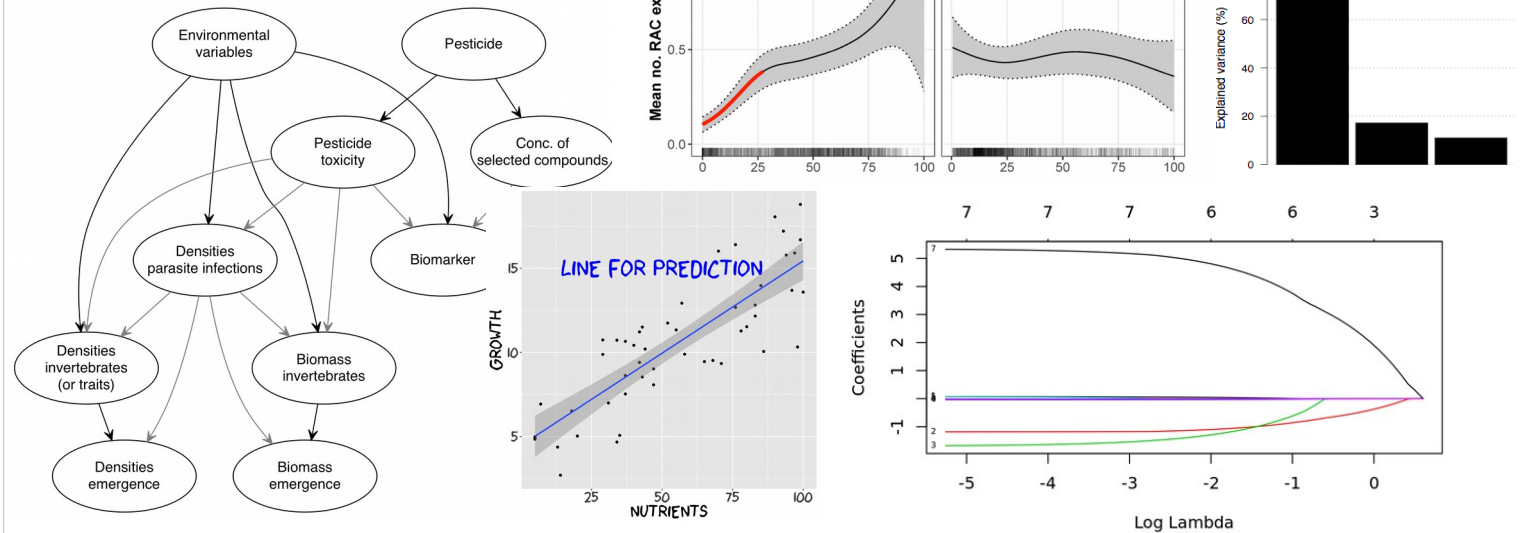 Environmental
variables
Pesticide
Pesticide
toxicity
Conc. of
selected compounds
Densities
parasite infections
Biomarker
Densities
invertebrates
(or traits)
Biomass
invertebrates
Densities
emergence
Biomass
emergence
Mean no. RAC ex
0.5
0.0
0 25 50 75 100
0 25 50 75 100
Explained variance (%)
60
40
20
0
LINE FOR PREDICTION
GROWTH
15
10
5
25 50 75 100
NUTRIENTS
7 7 7 6 6 3
Coefficients
5
4
3
2
1
-1
7
2
3
-5 -4 -3 -2 -1 0
Log Lambda